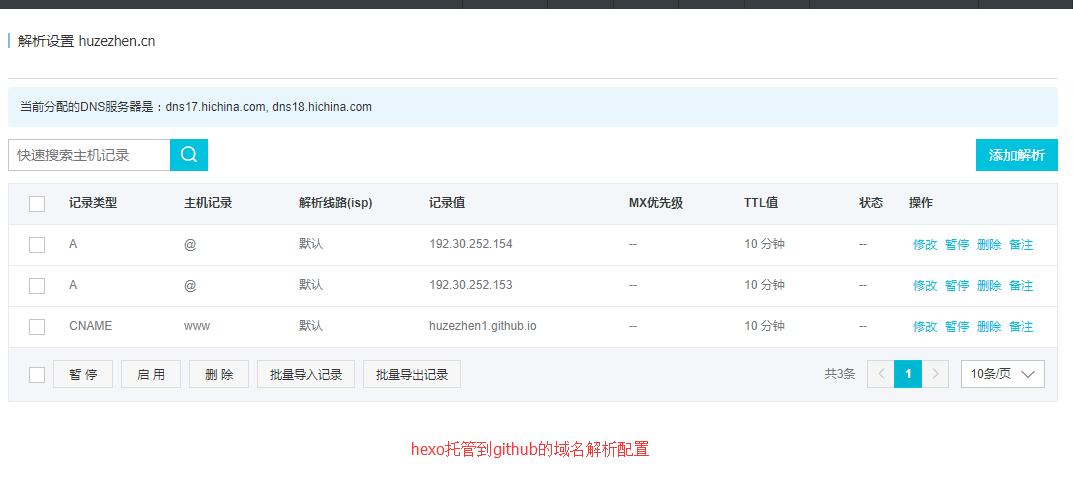 解析设置 huzezhen.cn
当前分配的DNS服务器是：dns17.hichina.com, dns18.hichina.com
快速搜索主机记录
添加解析
记录类型 主机记录 解析线路(isp) 记录值 MX优先级 TTL值 状态 操作
A @ 默认 192.30.252.154 -- 10 分钟 -- 修改 暂停 删除 备注
A @ 默认 192.30.252.153 -- 10 分钟 -- 修改 暂停 删除 备注
CNAME www 默认 huzezhen1.github.io -- 10 分钟 -- 修改 暂停 删除 备注
暂 停 启 用 删 除 批量导入记录 批量导出记录 共3条 < 1 > 10条/页
hexo托管到github的域名解析配置